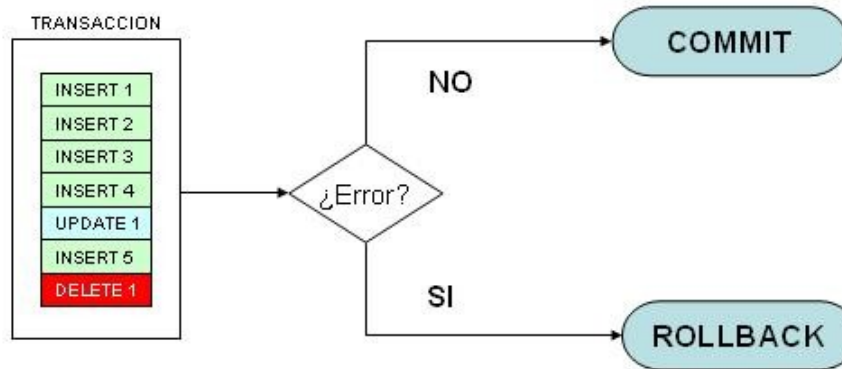 TRANSACCION
INSERT 1
INSERT 2
INSERT 3
INSERT 4
UPDATE 1
INSERT 5
DELETE 1
¿Error?
NO
COMMIT
SI
ROLLBACK